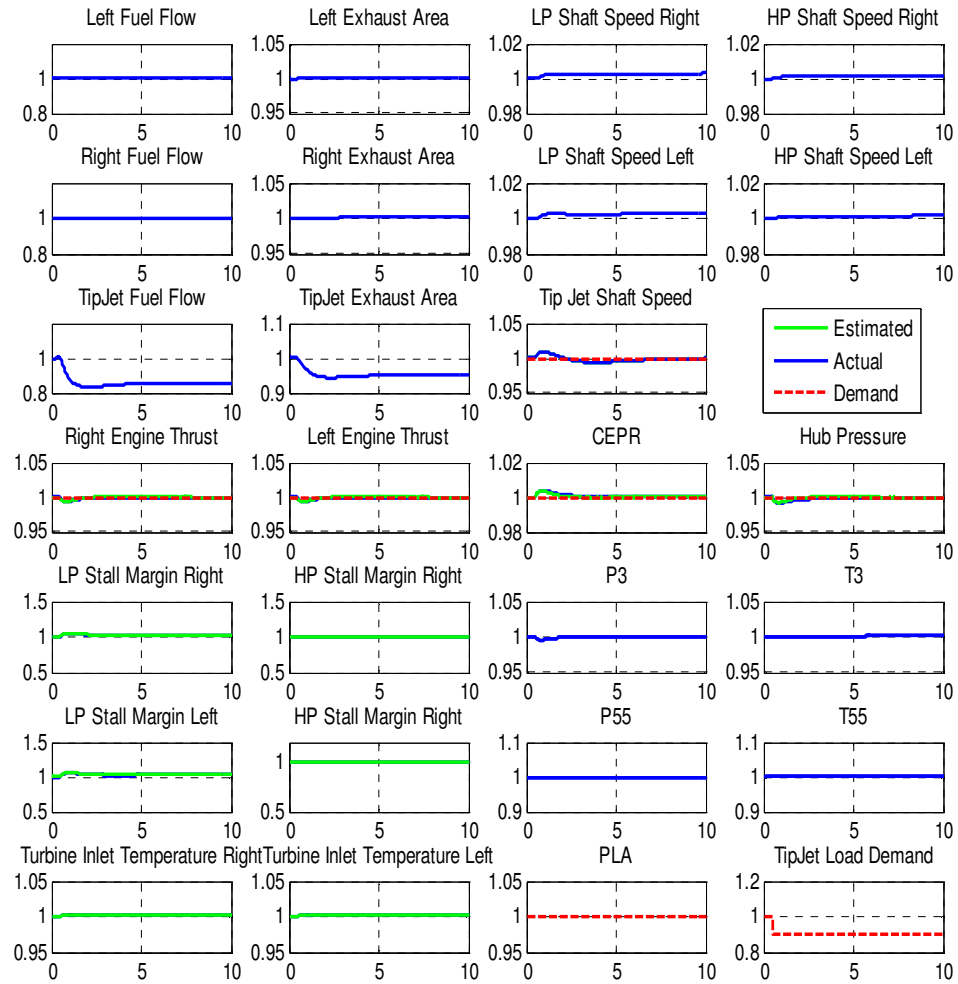 Left Fuel Flow Left Exhaust Area LP Shaft Speed Right HP Shaft Speed Right
1.05 1.02 1.02
1 1 1 1
0.8 0.95 0.98 0.98
0 5 10 0 5 10 0 5 10 0 5 10
Right Fuel Flow Right Exhaust Area LP Shaft Speed Left HP Shaft Speed Left
1.05 1.02 1.02
1 1 1 1
0.8 0.95 0.98 0.98
0 5 10 0 5 10 0 5 10 0 5 10
TipJet Fuel Flow TipJet Exhaust Area Tip Jet Shaft Speed
1.1 1.05
1 1 1
0.8 0.9 0.95
0 5 10 0 5 10 0 5 10
Estimated
Actual
Demand
Right Engine Thrust Left Engine Thrust CEPR Hub Pressure
1.05 1.05 1.02 1.05
1 1 1 1
0.95 0.95 0.98 0.95
0 5 10 0 5 10 0 5 10 0 5 10
LP Stall Margin Right HP Stall Margin Right P3 T3
1.5 1.5 1.05 1.05
1 1 1 1
0.5 0.5 0.95 0.95
0 5 10 0 5 10 0 5 10 0 5 10
LP Stall Margin Left HP Stall Margin Right P55 T55
1.5 1.1 1.1
1 1 1 1
0.5 0.5 0.9 0.9
0 5 10 0 5 10 0 5 10 0 5 10
Turbine Inlet Temperature Right Turbine Inlet Temperature Left PLA TipJet Load Demand
1.05 1.05 1.05 1.2
1 1 1 1
0.95 0.95 0.95 0.8
0 5 10 0 5 10 0 5 10 0 5 10